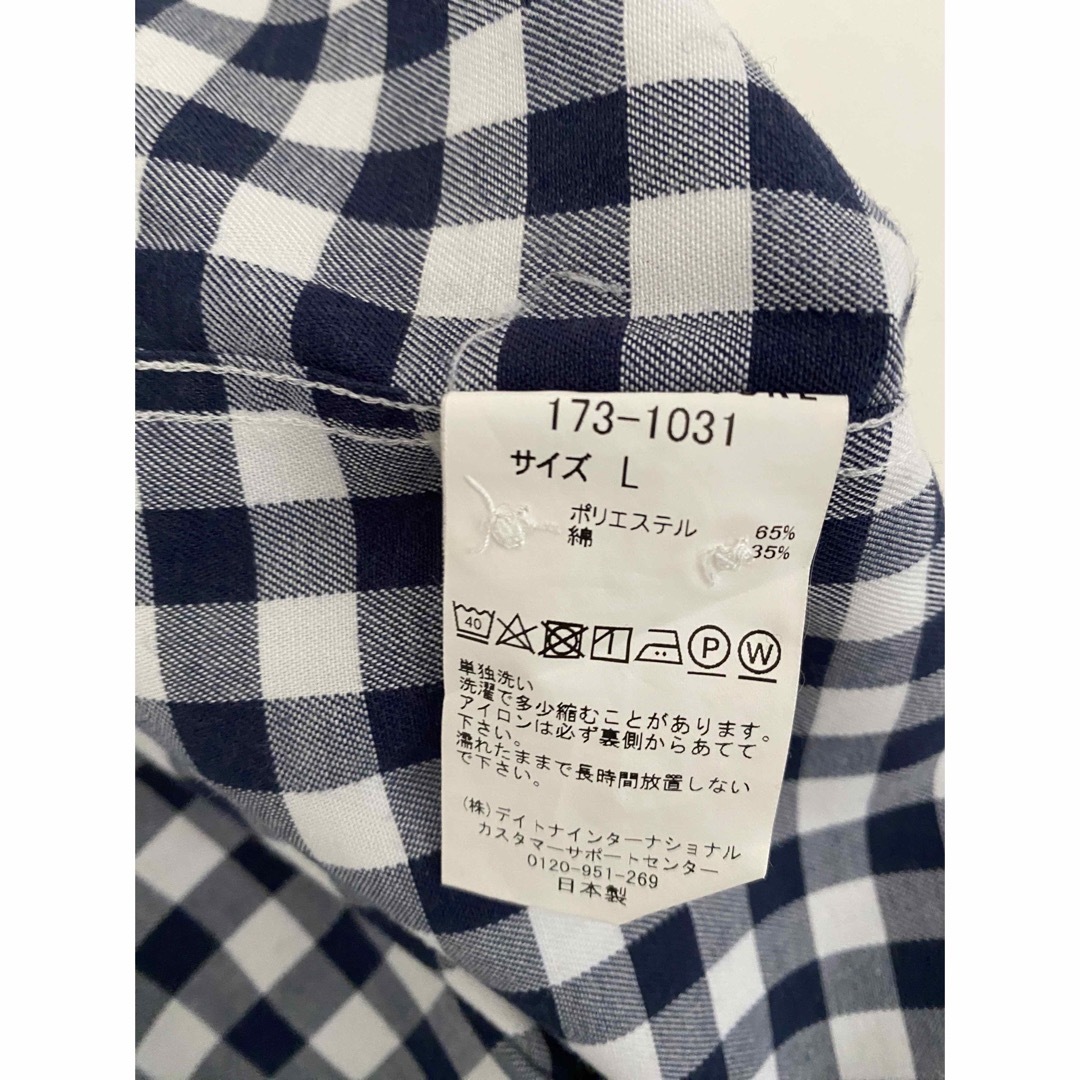 173-1031
サイズ L
ポリエステル 65%
綿 35%
40
P W
単独洗い
洗濯で多少縮むことがあります。
アイロンは必ず裏側からあてて
下さい。
濡れたままで長時間放置しない
で下さい。
(株)デイトナインターナショナル
カスタマーサポートセンター
0120-951-269
日本製